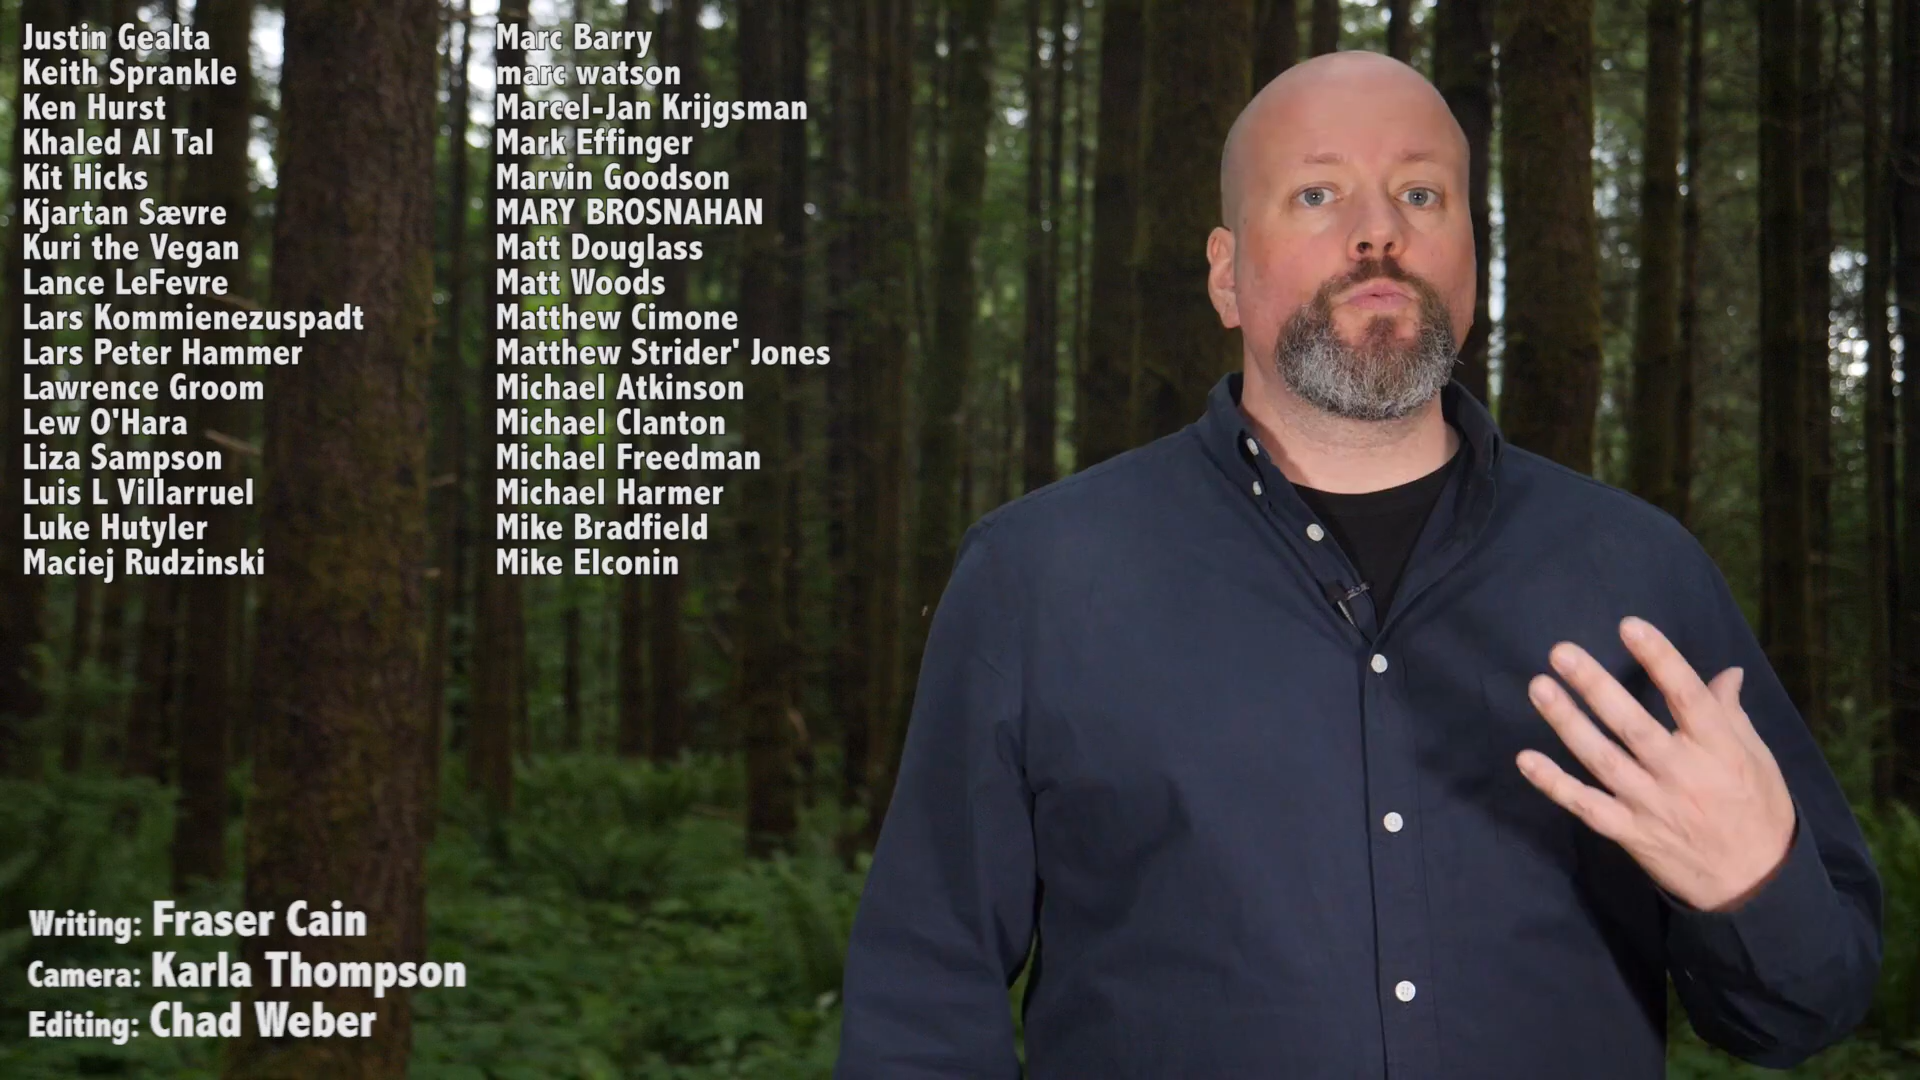 Justin Gealta
Keith Sprankle
Ken Hurst
Khaled Al Tal
Kit Hicks
Kjartan Sævre
Kuri the Vegan
Lance LeFevre
Lars Kommienezuspadt
Lars Peter Hammer
Lawrence Groom
Lew O'Hara
Liza Sampson
Luis L Villarruel
Luke Hutyler
Maciej Rudzinski
Marc Barry
marc watson
Marcel-Jan Krijgsman
Mark Effinger
Marvin Goodson
MARY BROSNAHAN
Matt Douglass
Matt Woods
Matthew Cimone
Matthew Strider' Jones
Michael Atkinson
Michael Clanton
Michael Freedman
Michael Harmer
Mike Bradfield
Mike Elconin
Writing: Fraser Cain
Camera: Karla Thompson
Editing: Chad Weber